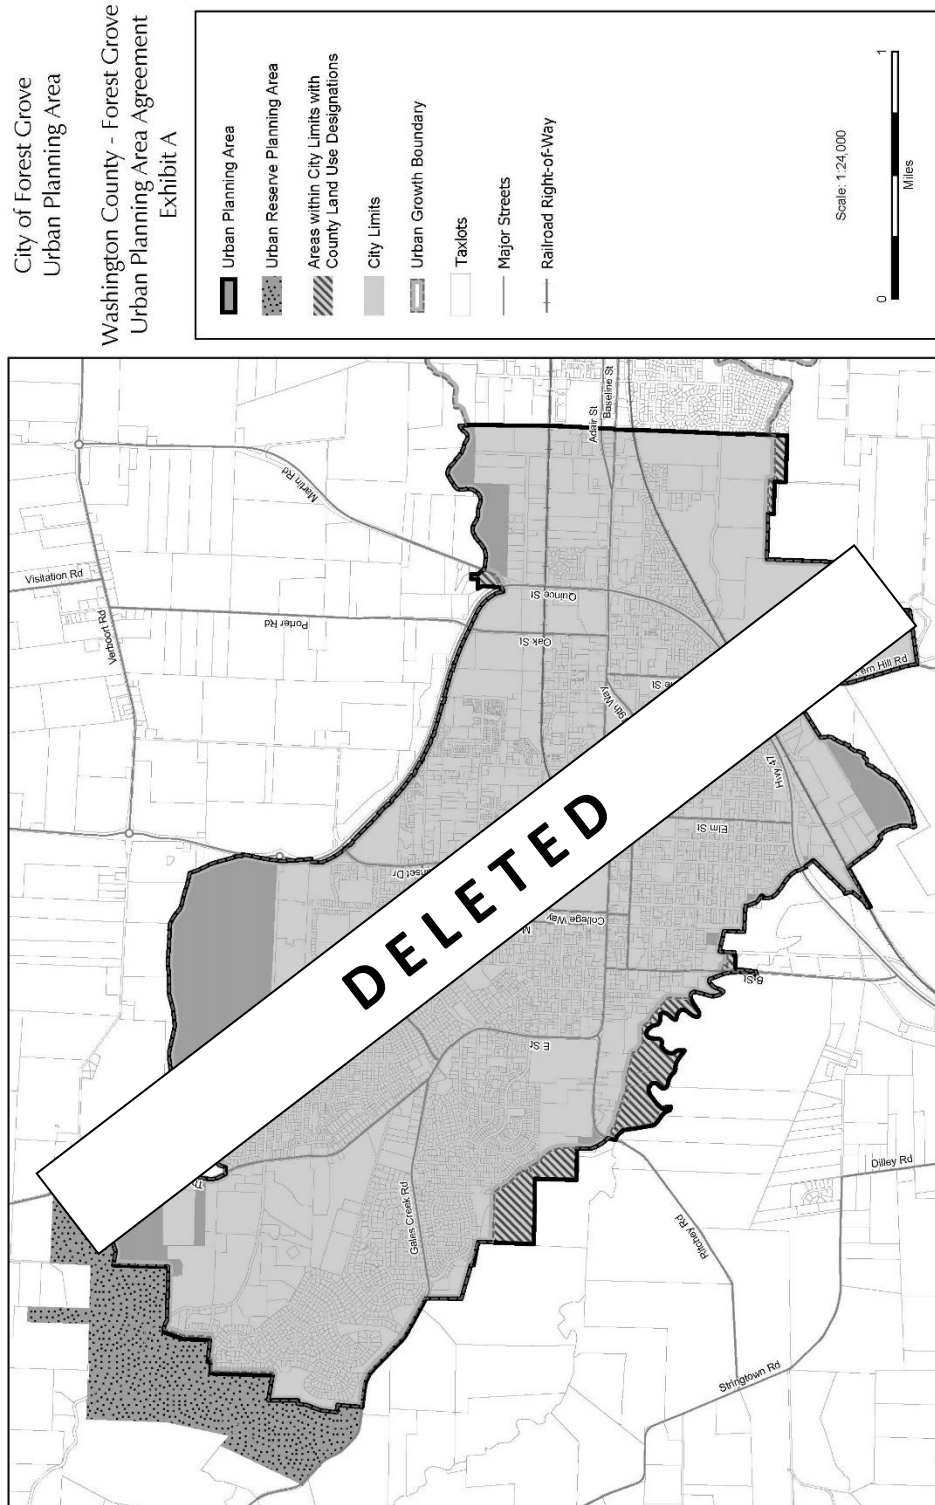 City of Forest Grove
Urban Planning Area
Washington County - Forest Grove
Urban Planning Area Agreement
Exhibit A
Urban Planning Area
Urban Reserve Planning Area
Areas within City Limits with
County Land Use Designations
City Limits
Urban Growth Boundary
Taxlots
Major Streets
Railroad Right-of-Way
Scale: 1:24,000
0
1
Miles
Visitation Rd
Verboort Rd
Martin Rd
Porter Rd
Adair St
Baseline St
Quince St
Oak St
Hwy 47
Elm St
College Way
E St
B St
Gales Creek Rd
Ritchey Rd
Dilley Rd
Stringtown Rd
DELETED